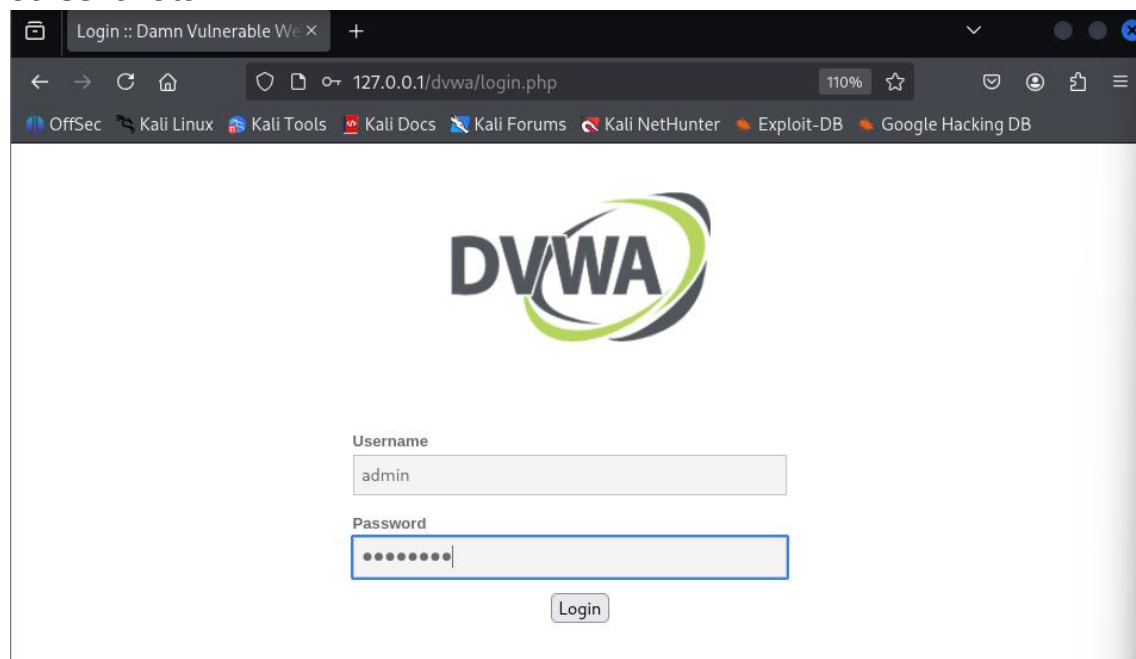 Login :: Damn Vulnerable We
127.0.0.1/dvwa/login.php 110%
OffSec Kali Linux Kali Tools Kali Docs Kali Forums Kali NetHunter Exploit-DB Google Hacking DB
DVWA
Username
admin
Password
Login